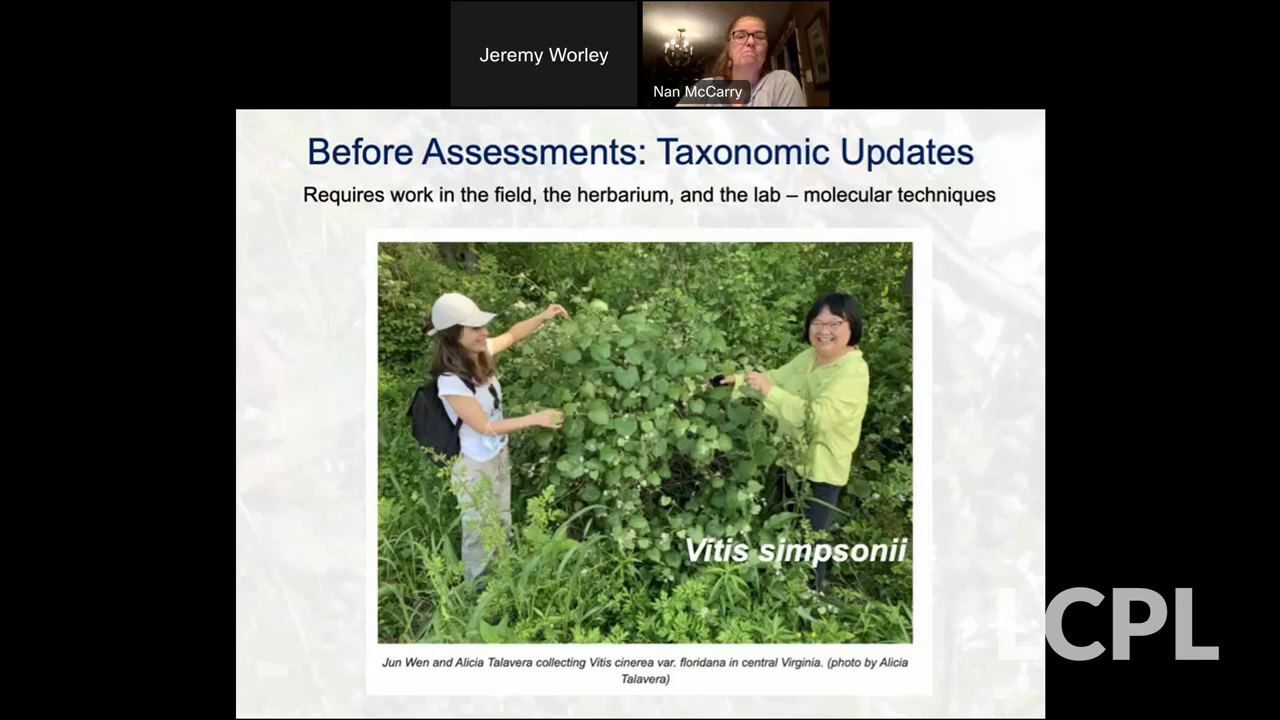 Jeremy Worley
Nan McCarry
Before Assessments: Taxonomic Updates
Requires work in the field, the herbarium, and the lab – molecular techniques
Vitis simpsonii
Jun Wen and Alicia Talavera collecting Vitis cinerea var. floridana in central Virginia. (photo by Alicia
Talavera)
LCPL